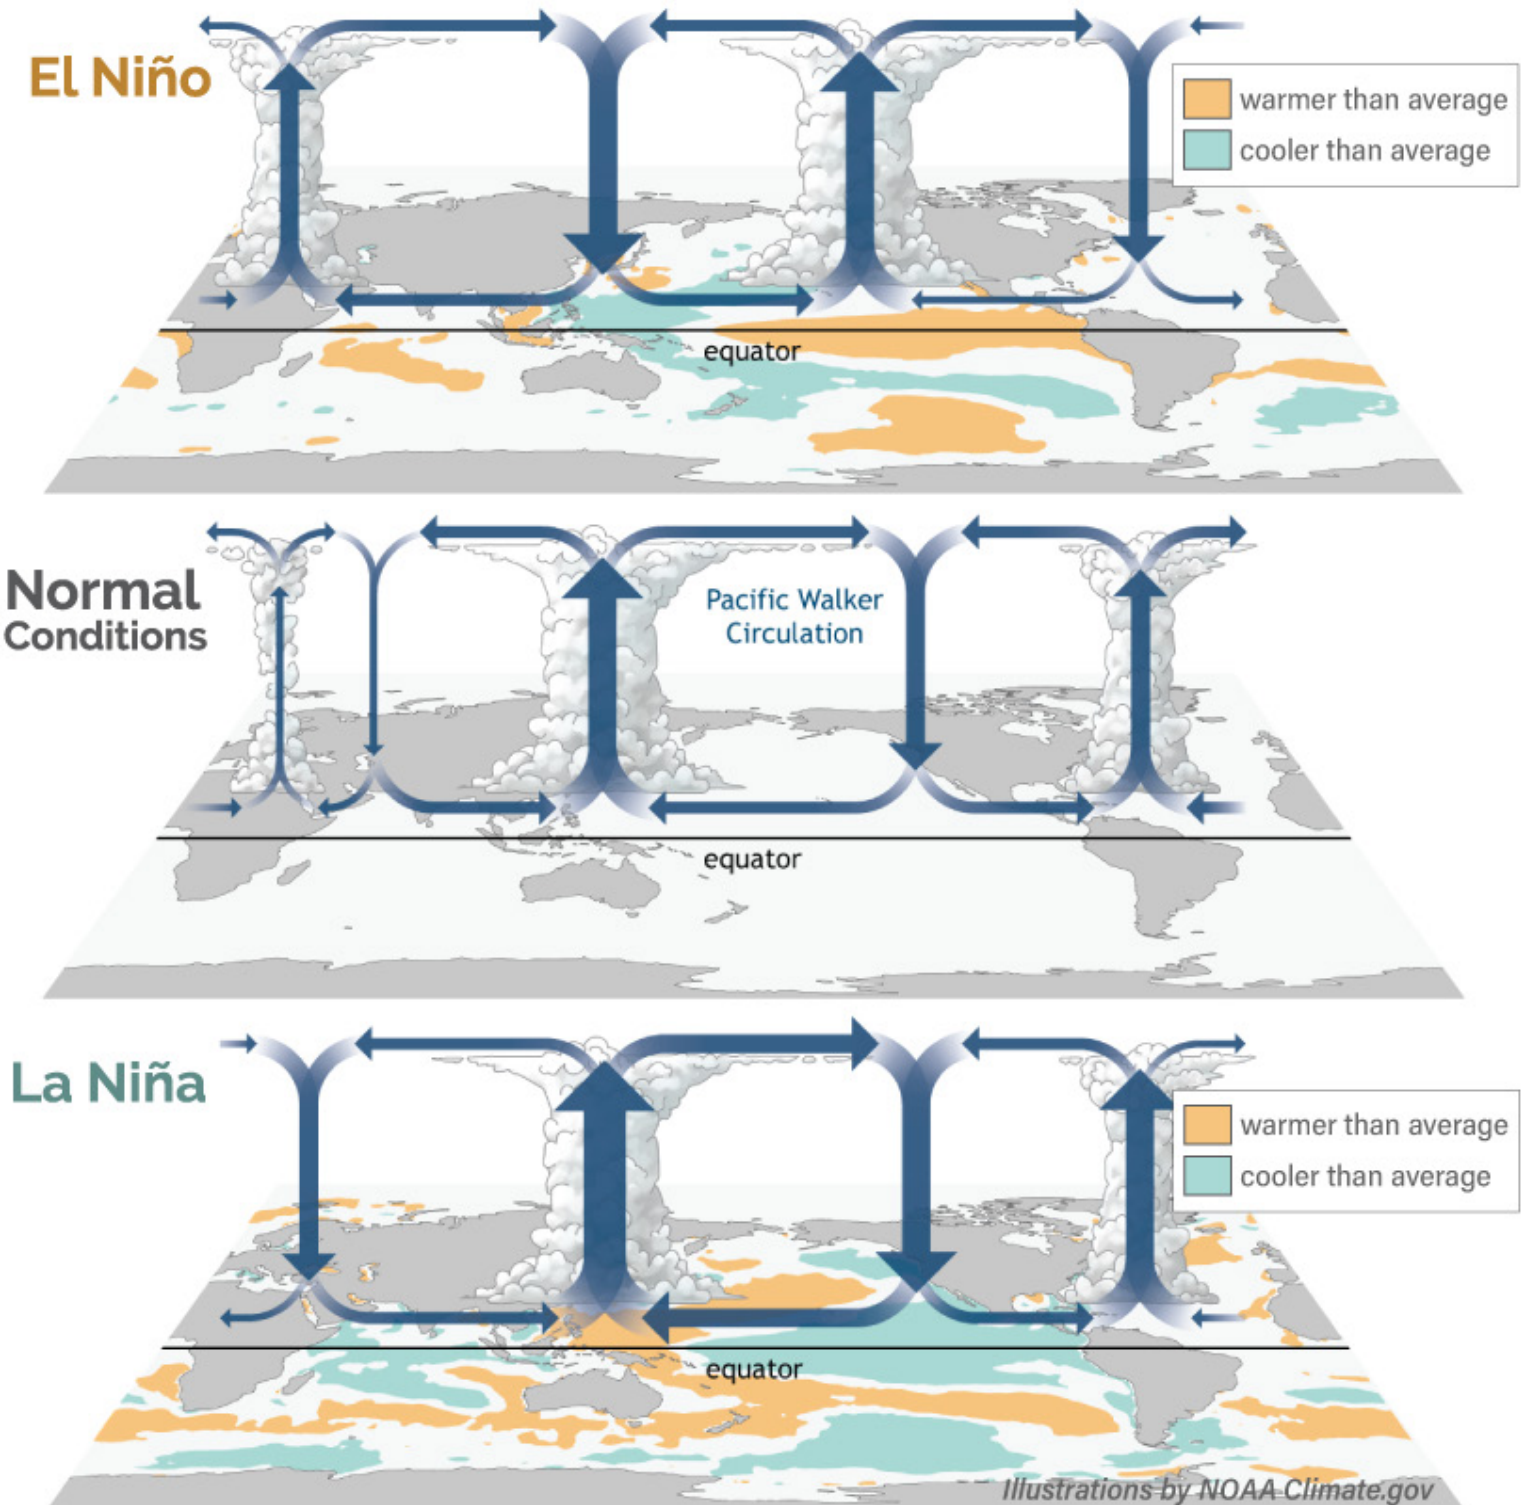 El Niño
warmer than average
cooler than average
equator
Normal
Conditions
Pacific Walker
Circulation
equator
La Niña
warmer than average
cooler than average
equator
Illustrations by NOAA Climate.gov